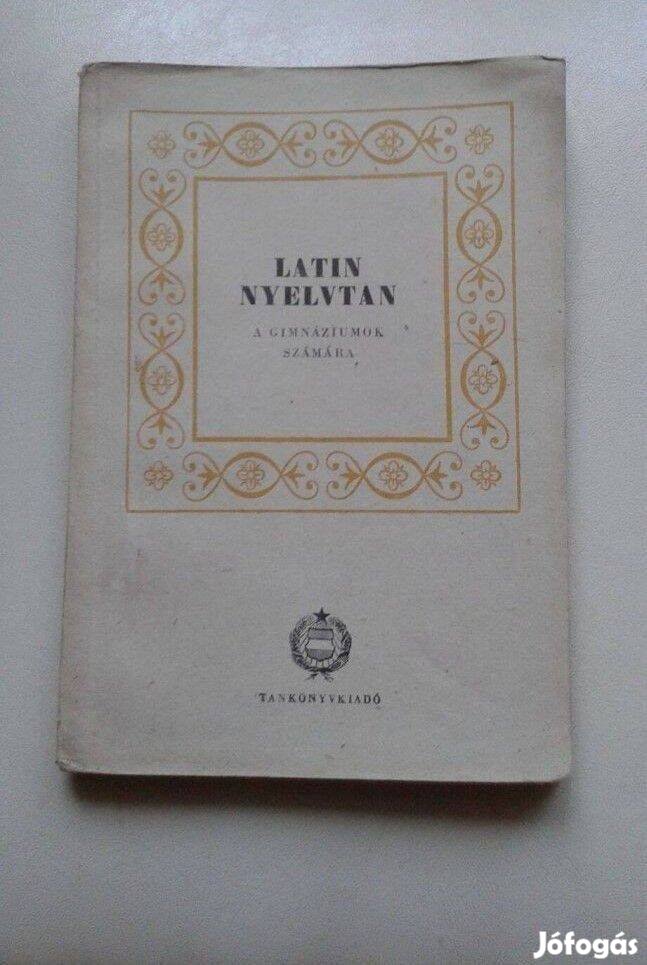 LATIN
NYELVTAN
A GIMNÁZIUMOK
SZÁMÁRA
TANKÖNYVKIADÓ
Jófogás